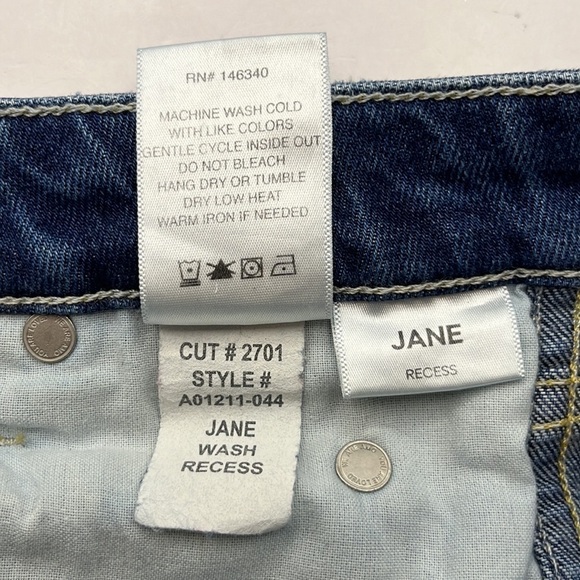 RN# 146340
MACHINE WASH COLD
WITH LIKE COLORS
GENTLE CYCLE INSIDE OUT
DO NOT BLEACH
HANG DRY OR TUMBLE
DRY LOW HEAT
WARM IRON IF NEEDED
CUT # 2701
STYLE #
A01211-044
JANE
WASH
RECESS
JANE
RECESS